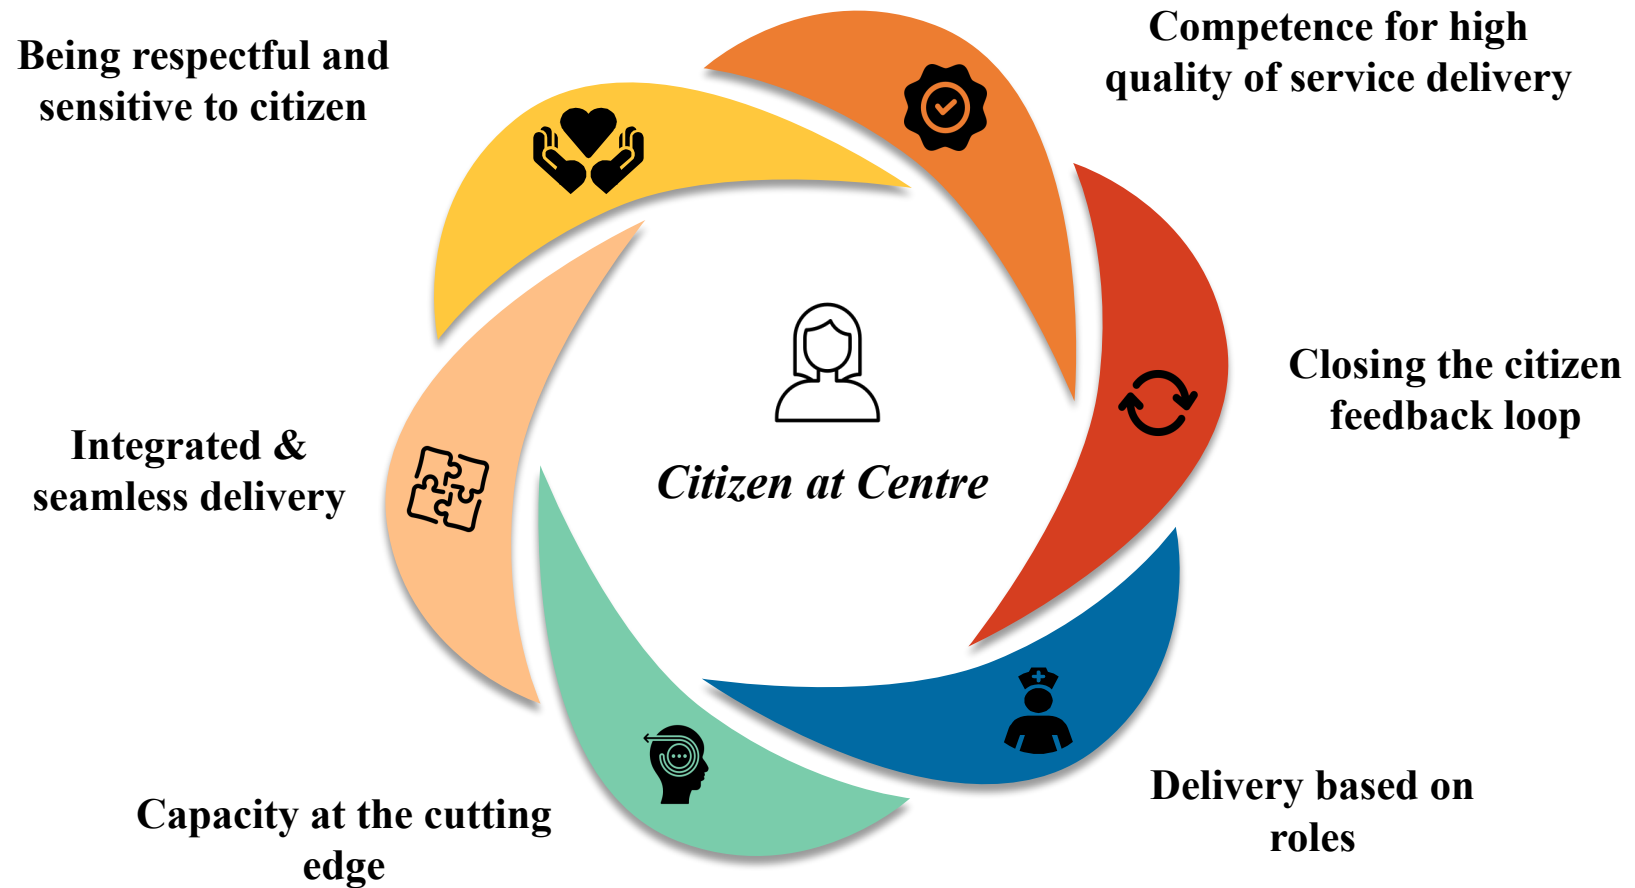 Being respectful and
sensitive to citizen
Competence for high
quality of service delivery
Closing the citizen
feedback loop
Integrated &
seamless delivery
Citizen at Centre
Delivery based on
roles
Capacity at the cutting
edge